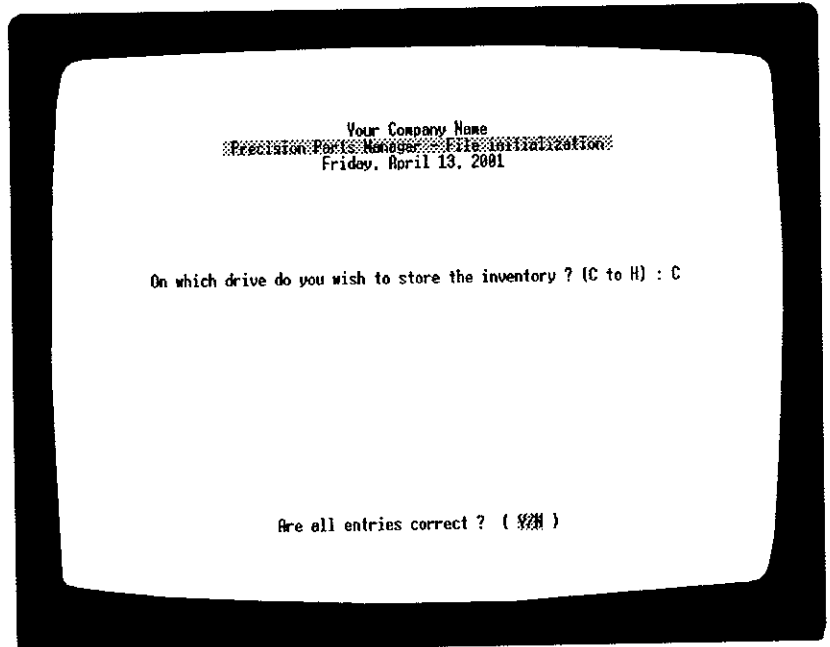 Your Company Name
Precision Parts Manager - File initialization
Friday, April 13, 2001
On which drive do you wish to store the inventory ? (C to H) : C
Are all entries correct ? ( Y/N )